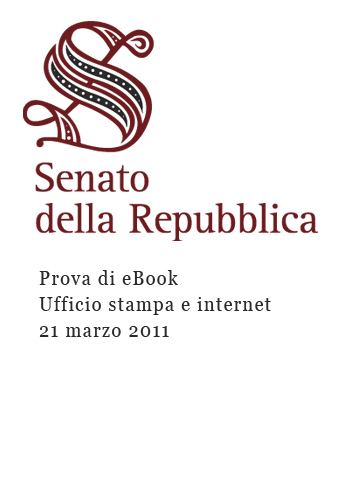 Senato
della Repubblica
Prova di eBook
Ufficio stampa e internet
21 marzo 2011